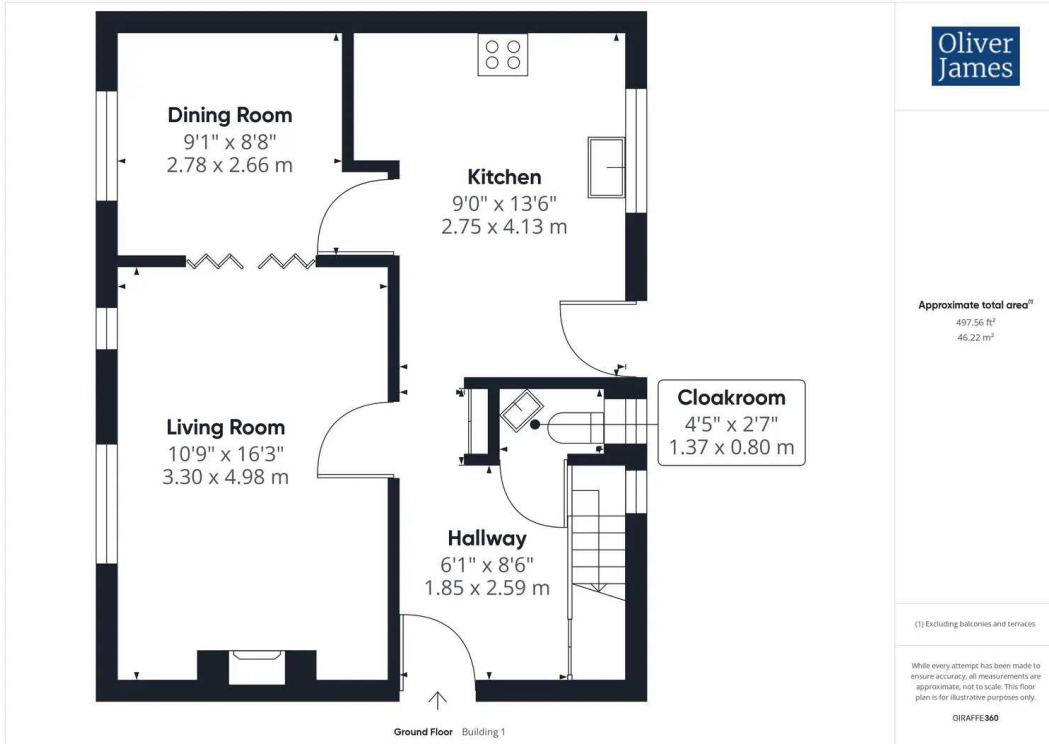 Oliver
James
Dining Room
9'1" x 8'8"
2.78 x 2.66 m
Kitchen
9'0" x 13'6"
2.75 x 4.13 m
Approximate total area⁽¹⁾
497.56 ft²
46.22 m²
Cloakroom
4'5" x 2'7"
1.37 x 0.80 m
Living Room
10'9" x 16'3"
3.30 x 4.98 m
Hallway
6'1" x 8'6"
1.85 x 2.59 m
(1) Excluding balconies and terraces
While every attempt has been made to
ensure accuracy, all measurements are
approximate, not to scale. This floor
plan is for illustrative purposes only.
GIRAFFE360
Ground Floor Building 1